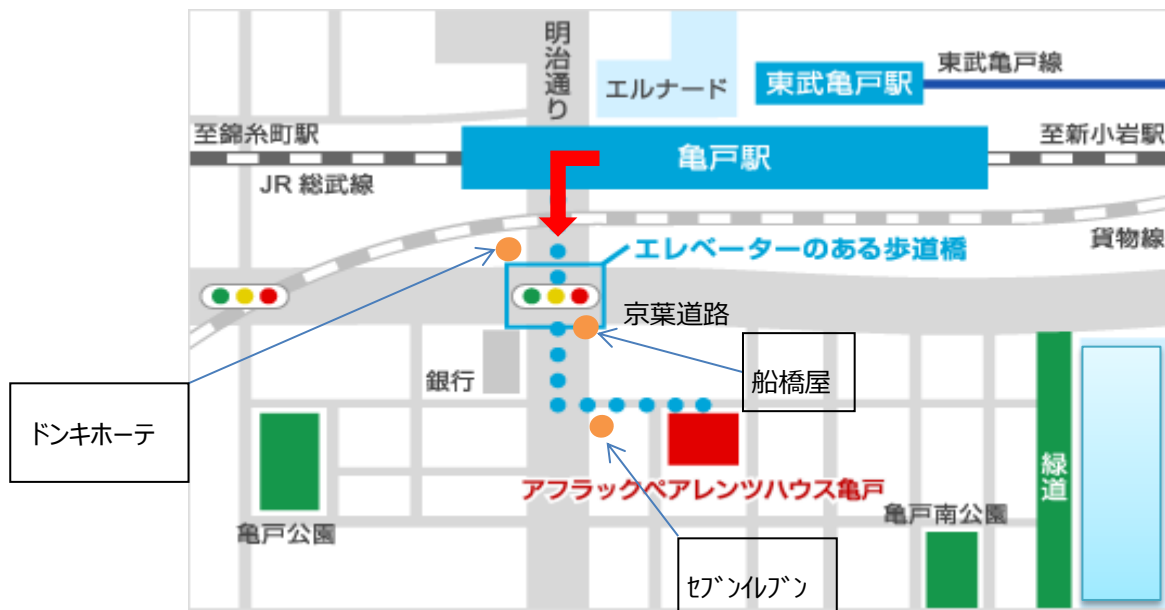 明治通り
エルナード
東武亀戸駅
東武亀戸線
至錦糸町駅
亀戸駅
至新小岩駅
JR 総武線
貨物線
エレベーターのある歩道橋
京葉道路
船橋屋
銀行
ドンキホーテ
アフラックペアレンツハウス亀戸
緑道
亀戸公園
亀戸南公園
ｾﾌﾞﾝｲﾚﾌﾞﾝ